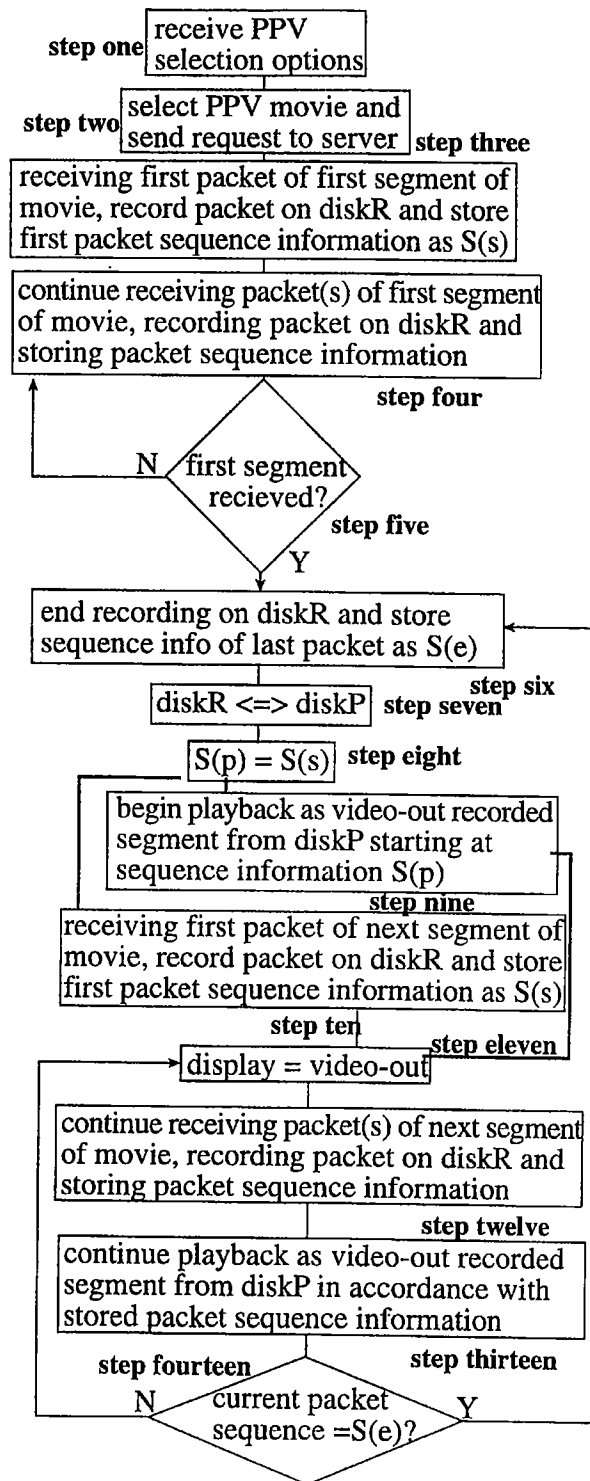 receive PPV
step one
selection options
select PPV movie and
step two
send request to server
step three
receiving first packet of first segment of
movie, record packet on diskR and store
first packet sequence information as S(s)
continue receiving packet(s) of first segment
of movie, recording packet on diskR and
storing packet sequence information
step four
N
first segment
recieved?
step five
Y
end recording on diskR and store
sequence info of last packet as S(e)
step six
diskR <=> diskP
step seven
S(p) = S(s)
step eight
begin playback as video-out recorded
segment from diskP starting at
sequence information S(p)
step nine
receiving first packet of next segment of
movie, record packet on diskR and store
first packet sequence information as S(s)
step ten
step eleven
display = video-out
continue receiving packet(s) of next segment
of movie, recording packet on diskR and
storing packet sequence information
step twelve
continue playback as video-out recorded
segment from diskP in accordance with
stored packet sequence information
step fourteen
step thirteen
N
current packet
Y
sequence =S(e)?